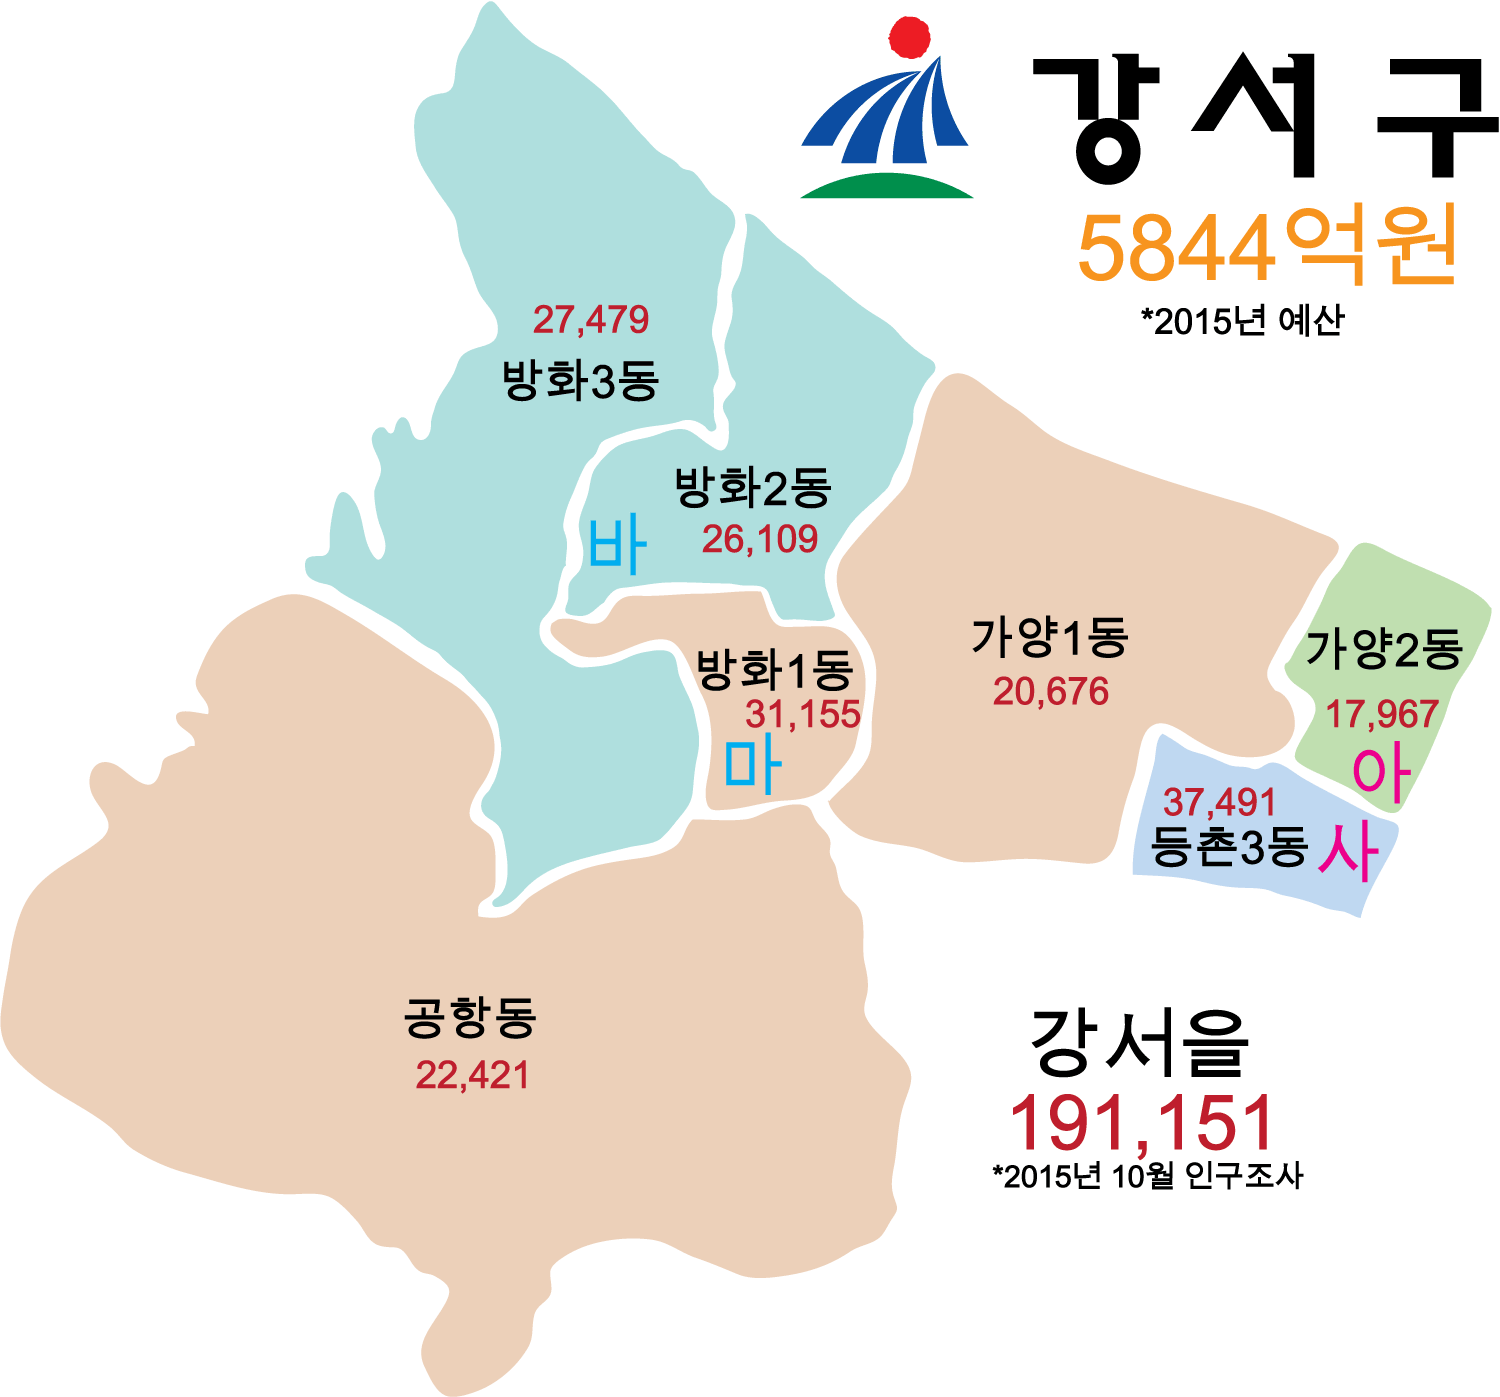 강서구
5844억원
*2015년 예산
27,479
방화3동
방화2동
26,109
바
방화1동
31,155
마
가양1동
20,676
가양2동
17,967
아
37,491
등촌3동
사
공항동
22,421
강서을
191,151
*2015년 10월 인구조사